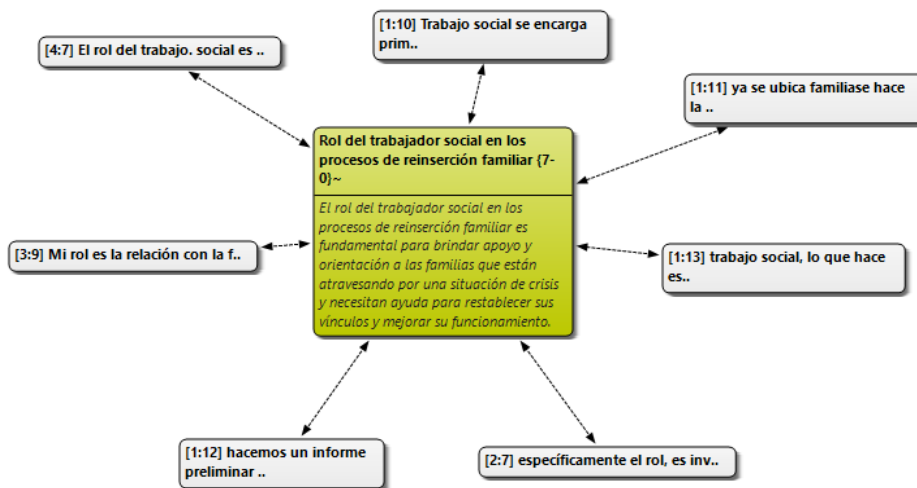 [1:10] Trabajo social se encarga
prim..
[4:7] El rol del trabajo. social es ..
[1:11] ya se ubica familiase hace
la ..
Rol del trabajador social en los
procesos de reinserción familiar {7-
0}~
El rol del trabajador social en los
procesos de reinserción familiar es
fundamental para brindar apoyo y
orientación a las familias que están
atravesando por una situación de crisis
y necesitan ayuda para restablecer sus
vínculos y mejorar su funcionamiento.
[3:9] Mi rol es la relación con la f..
[1:13] trabajo social, lo que hace
es..
[1:12] hacemos un informe
preliminar ..
[2:7] específicamente el rol, es inv..